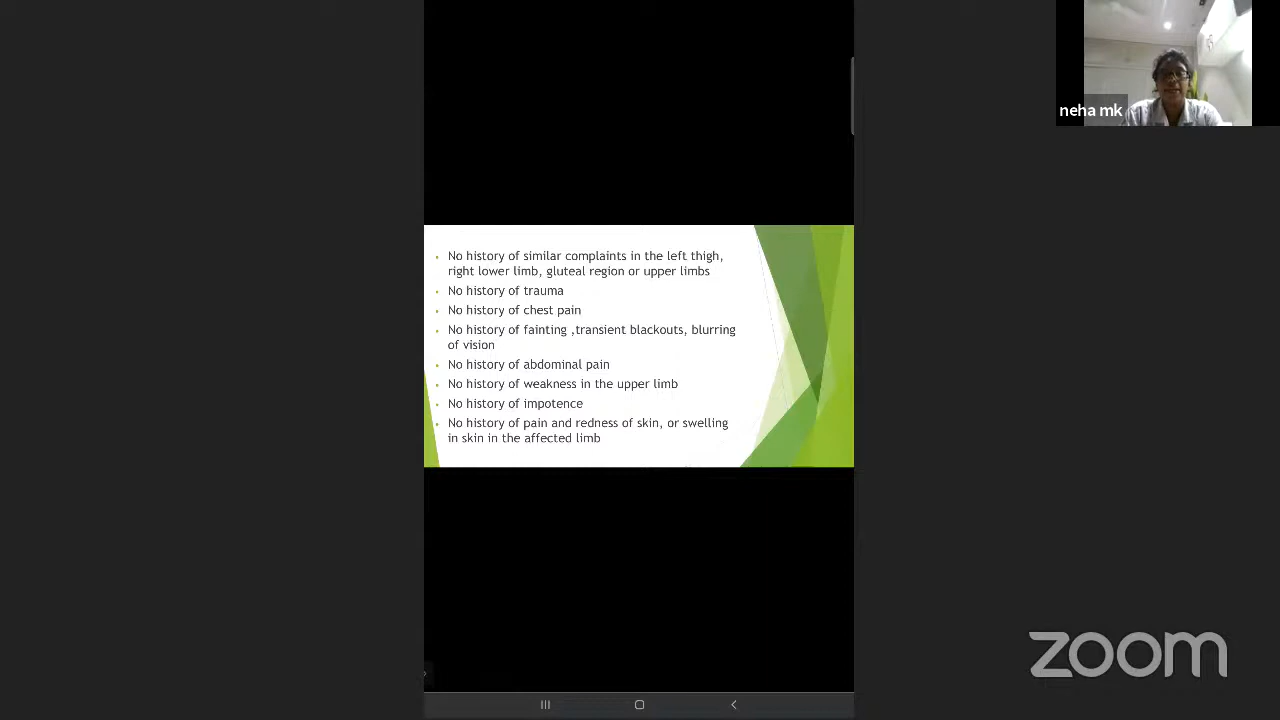 neha mk
No history of similar complaints in the left thigh,
right lower limb, gluteal region or upper limbs
No history of trauma
No history of chest pain
No history of fainting ,transient blackouts, blurring
of vision
No history of abdominal pain
No history of weakness in the upper limb
No history of impotence
No history of pain and redness of skin, or swelling
in skin in the affected limb
zoom